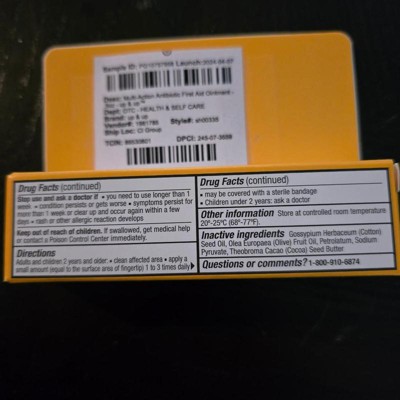 Sample ID: Launch:
Desc: Multi Action Antibiotic First Aid Ointment -
- up & up™
Dept: OTC - HEALTH & SELF CARE
Brand: up & up
Vendor#: Style#:
Ship Loc: CI Group
TCIN: DPCI:
Drug Facts (continued)
Stop use and ask a doctor if • you need to use longer than 1
week • condition persists or gets worse • symptoms persist for
more than 1 week or clear up and occur again within a few
days • rash or other allergic reaction develops
Keep out of reach of children. If swallowed, get medical help
or contact a Poison Control Center immediately.
Directions
Adults and children 2 years and older: • clean affected area • apply a
small amount (equal to the surface area of fingertip) 1 to 3 times daily
Drug Facts (continued)
• may be covered with a sterile bandage
• Children under 2 years: ask a doctor
Other information Store at controlled room temperature
20°-25°C (68°-77°F).
Inactive ingredients Gossypium Herbaceum (Cotton)
Seed Oil, Olea Europaea (Olive) Fruit Oil, Petrolatum, Sodium
Pyruvate, Theobroma Cacao (Cocoa) Seed Butter
Questions or comments? 1-800-910-6874